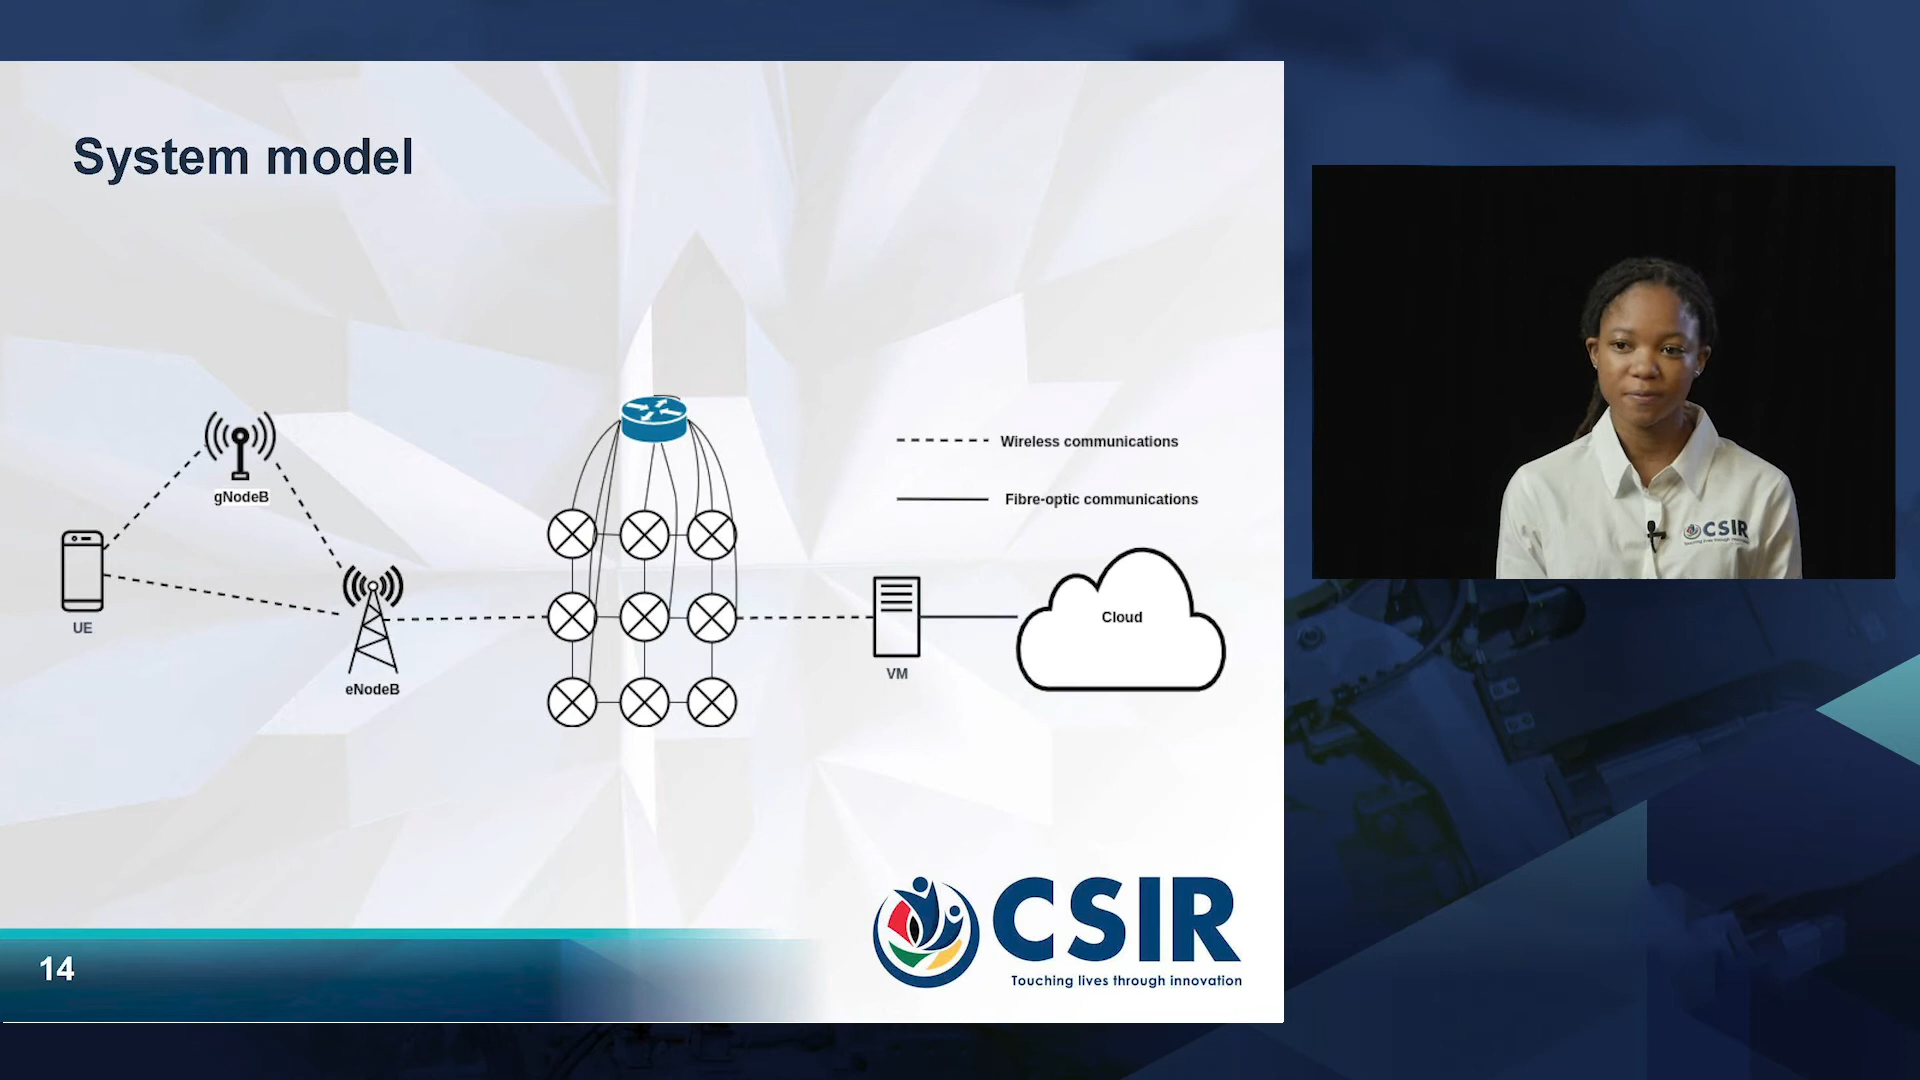 System model
gNodeB
UE
eNodeB
Wireless communications
Fibre-optic communications
VM
Cloud
14
CSIR
Touching lives through innovation
CSIR